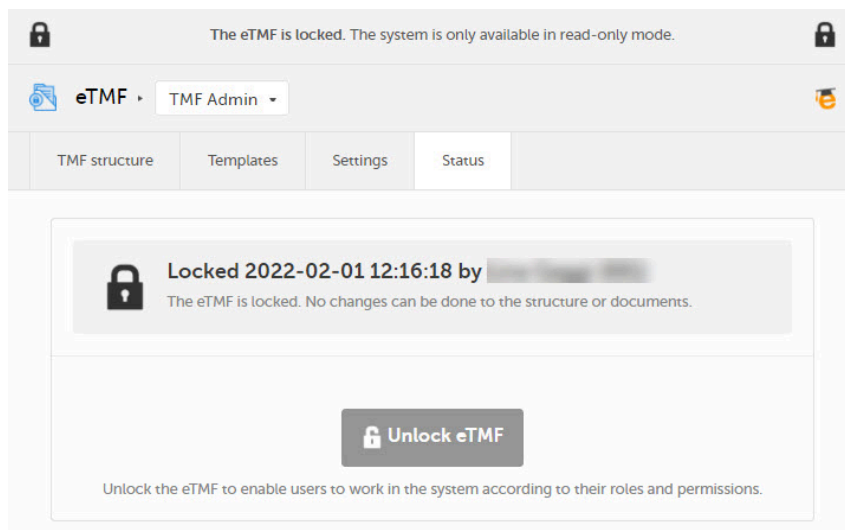 The eTMF is locked. The system is only available in read-only mode.
eTMF
TMF Admin
TMF structure
Templates
Settings
Status
Locked 2022-02-01 12:16:18 by
The eTMF is locked. No changes can be done to the structure or documents.
Unlock eTMF
Unlock the eTMF to enable users to work in the system according to their roles and permissions.